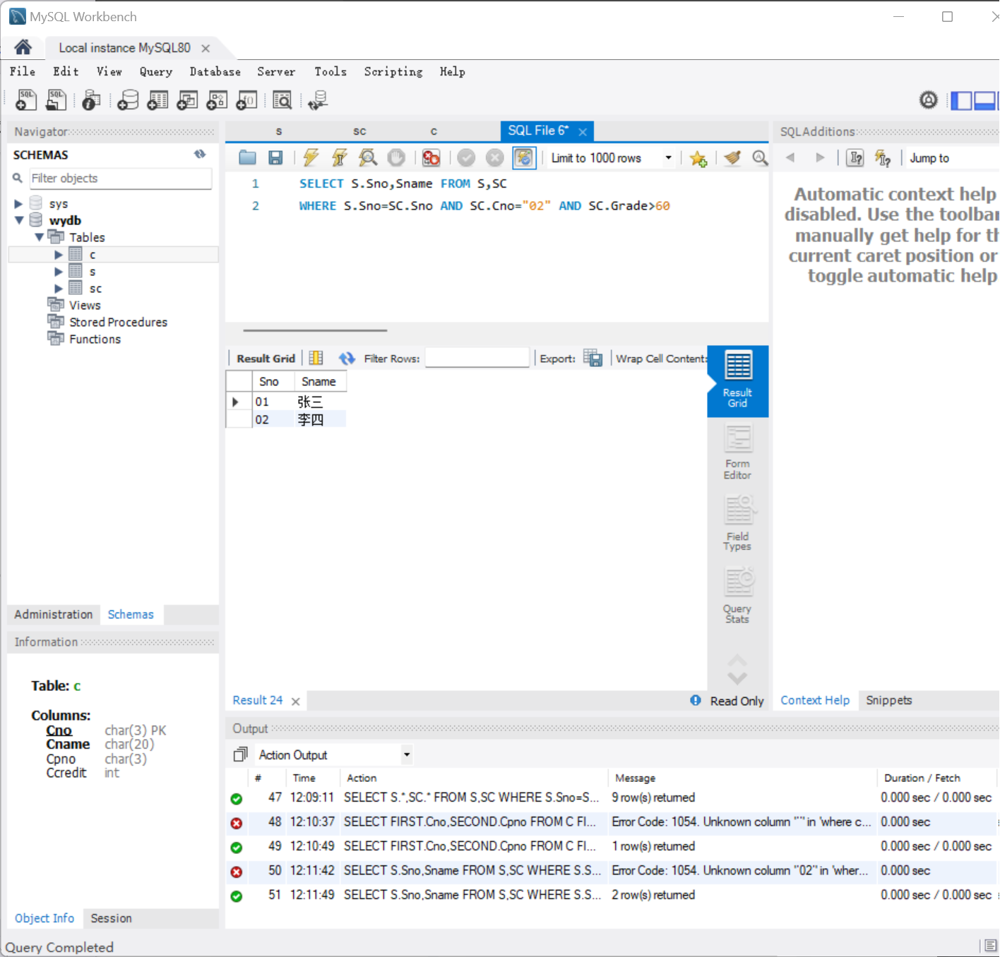 MySQL Workbench
Local instance MySQL80
File Edit View Query Database Server Tools Scripting Help
Navigator
SCHEMAS
Filter objects
sys
wydb
Tables
c
s
sc
Views
Stored Procedures
Functions
Administration Schemas
Information
Table: c
Columns:
Cno char(3) PK
Cname char(20)
Cpno char(3)
Ccredit int
Object Info Session
s sc c SQL File 6*
Limit to 1000 rows
1 SELECT S.Sno,Sname FROM S,SC
2 WHERE S.Sno=SC.Sno AND SC.Cno="02" AND SC.Grade>60
Result Grid Filter Rows: Export: Wrap Cell Content:
Sno Sname
01 张三
02 李四
Result Grid
Form Editor
Field Types
Query Stats
Result 24 Read Only
SQLAdditions
Jump to
Automatic context help
disabled. Use the toolbar
manually get help for th
current caret position or
toggle automatic help
Context Help Snippets
Output
Action Output
# Time Action Message Duration / Fetch
47 12:09:11 SELECT S.*,SC.* FROM S,SC WHERE S.Sno=S... 9 row(s) returned 0.000 sec / 0.000 sec
48 12:10:37 SELECT FIRST.Cno,SECOND.Cpno FROM C FI... Error Code: 1054. Unknown column '"" in 'where c... 0.000 sec
49 12:10:49 SELECT FIRST.Cno,SECOND.Cpno FROM C FI... 1 row(s) returned 0.000 sec / 0.000 sec
50 12:11:42 SELECT S.Sno,Sname FROM S,SC WHERE S.S... Error Code: 1054. Unknown column '"02"' in 'wher... 0.000 sec
51 12:11:49 SELECT S.Sno,Sname FROM S,SC WHERE S.S... 2 row(s) returned 0.000 sec / 0.000 sec
Query Completed